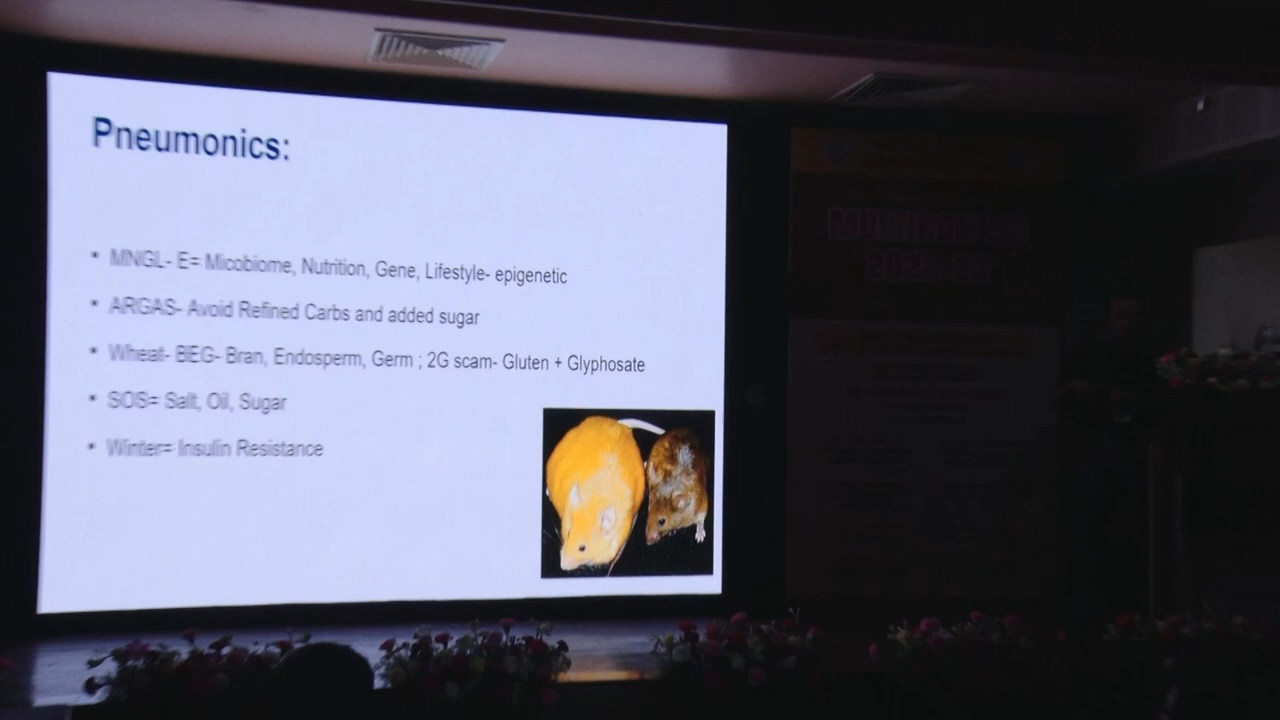 Pneumonics:
• MNGL- E= Micobiome, Nutrition, Gene, Lifestyle- epigenetic
• ARGAS- Avoid Refined Carbs and added sugar
• Wheat- BEG- Bran, Endosperm, Germ ; 2G scam- Gluten + Glyphosate
• SOS= Salt, Oil, Sugar
• Winter= Insulin Resistance